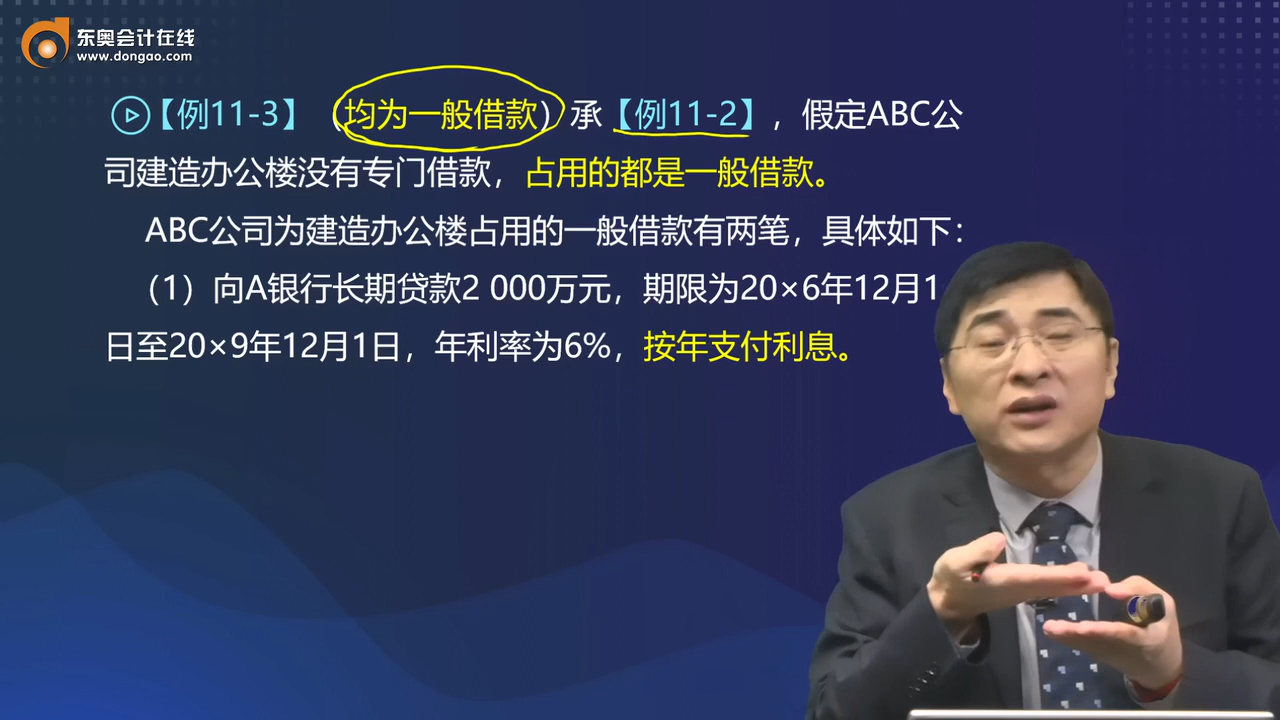 东奥会计在线
www.dongao.com
【例11-3】（均为一般借款）承【例11-2】，假定ABC公
司建造办公楼没有专门借款，占用的都是一般借款。
ABC公司为建造办公楼占用的一般借款有两笔，具体如下：
（1）向A银行长期贷款2 000万元，期限为20×6年12月1
日至20×9年12月1日，年利率为6%，按年支付利息。